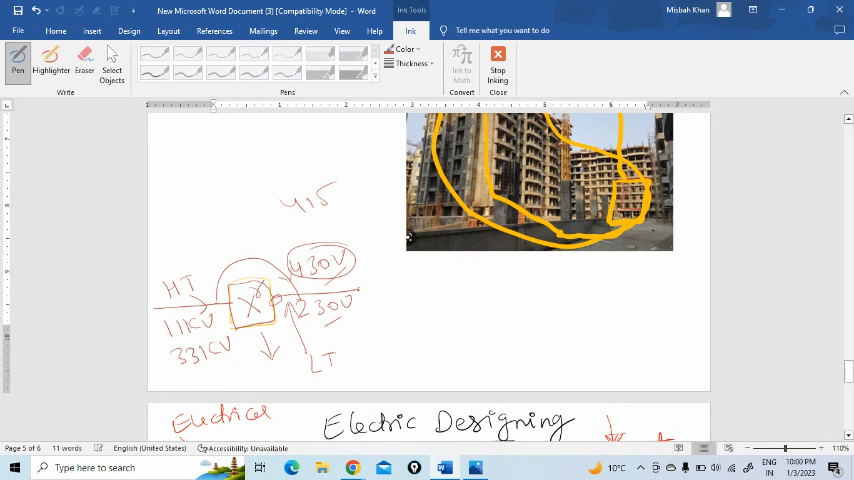 New Microsoft Word Document (3) [Compatibility Mode] - Word
Ink Tools
Misbah Khan
File Home Insert Design Layout References Mailings Review View Help Ink Tell me what you want to do
Pen
Highlighter
Eraser
Select Objects
Color
Thickness
Ink to Math
Stop Inking
Write
Pens
Convert
Close
415
430V
HT
11KV
230V
33KV
LT
Electrical
Electric Designing
Page 5 of 6 11 words English (United States) Accessibility: Unavailable 110%
Type here to search
10°C
ENG
IN
10:00 PM
1/3/2023
4